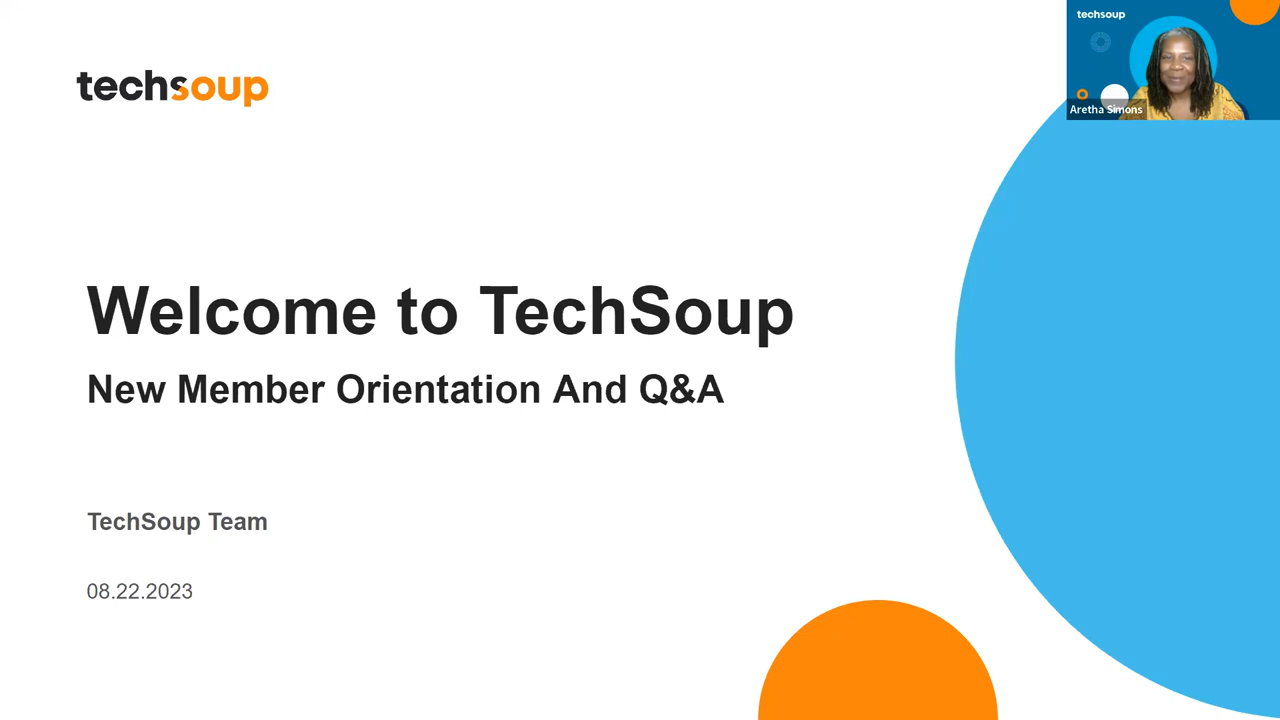 techsoup
techsoup
Aretha Simons
Welcome to TechSoup
New Member Orientation And Q&A
TechSoup Team
08.22.2023